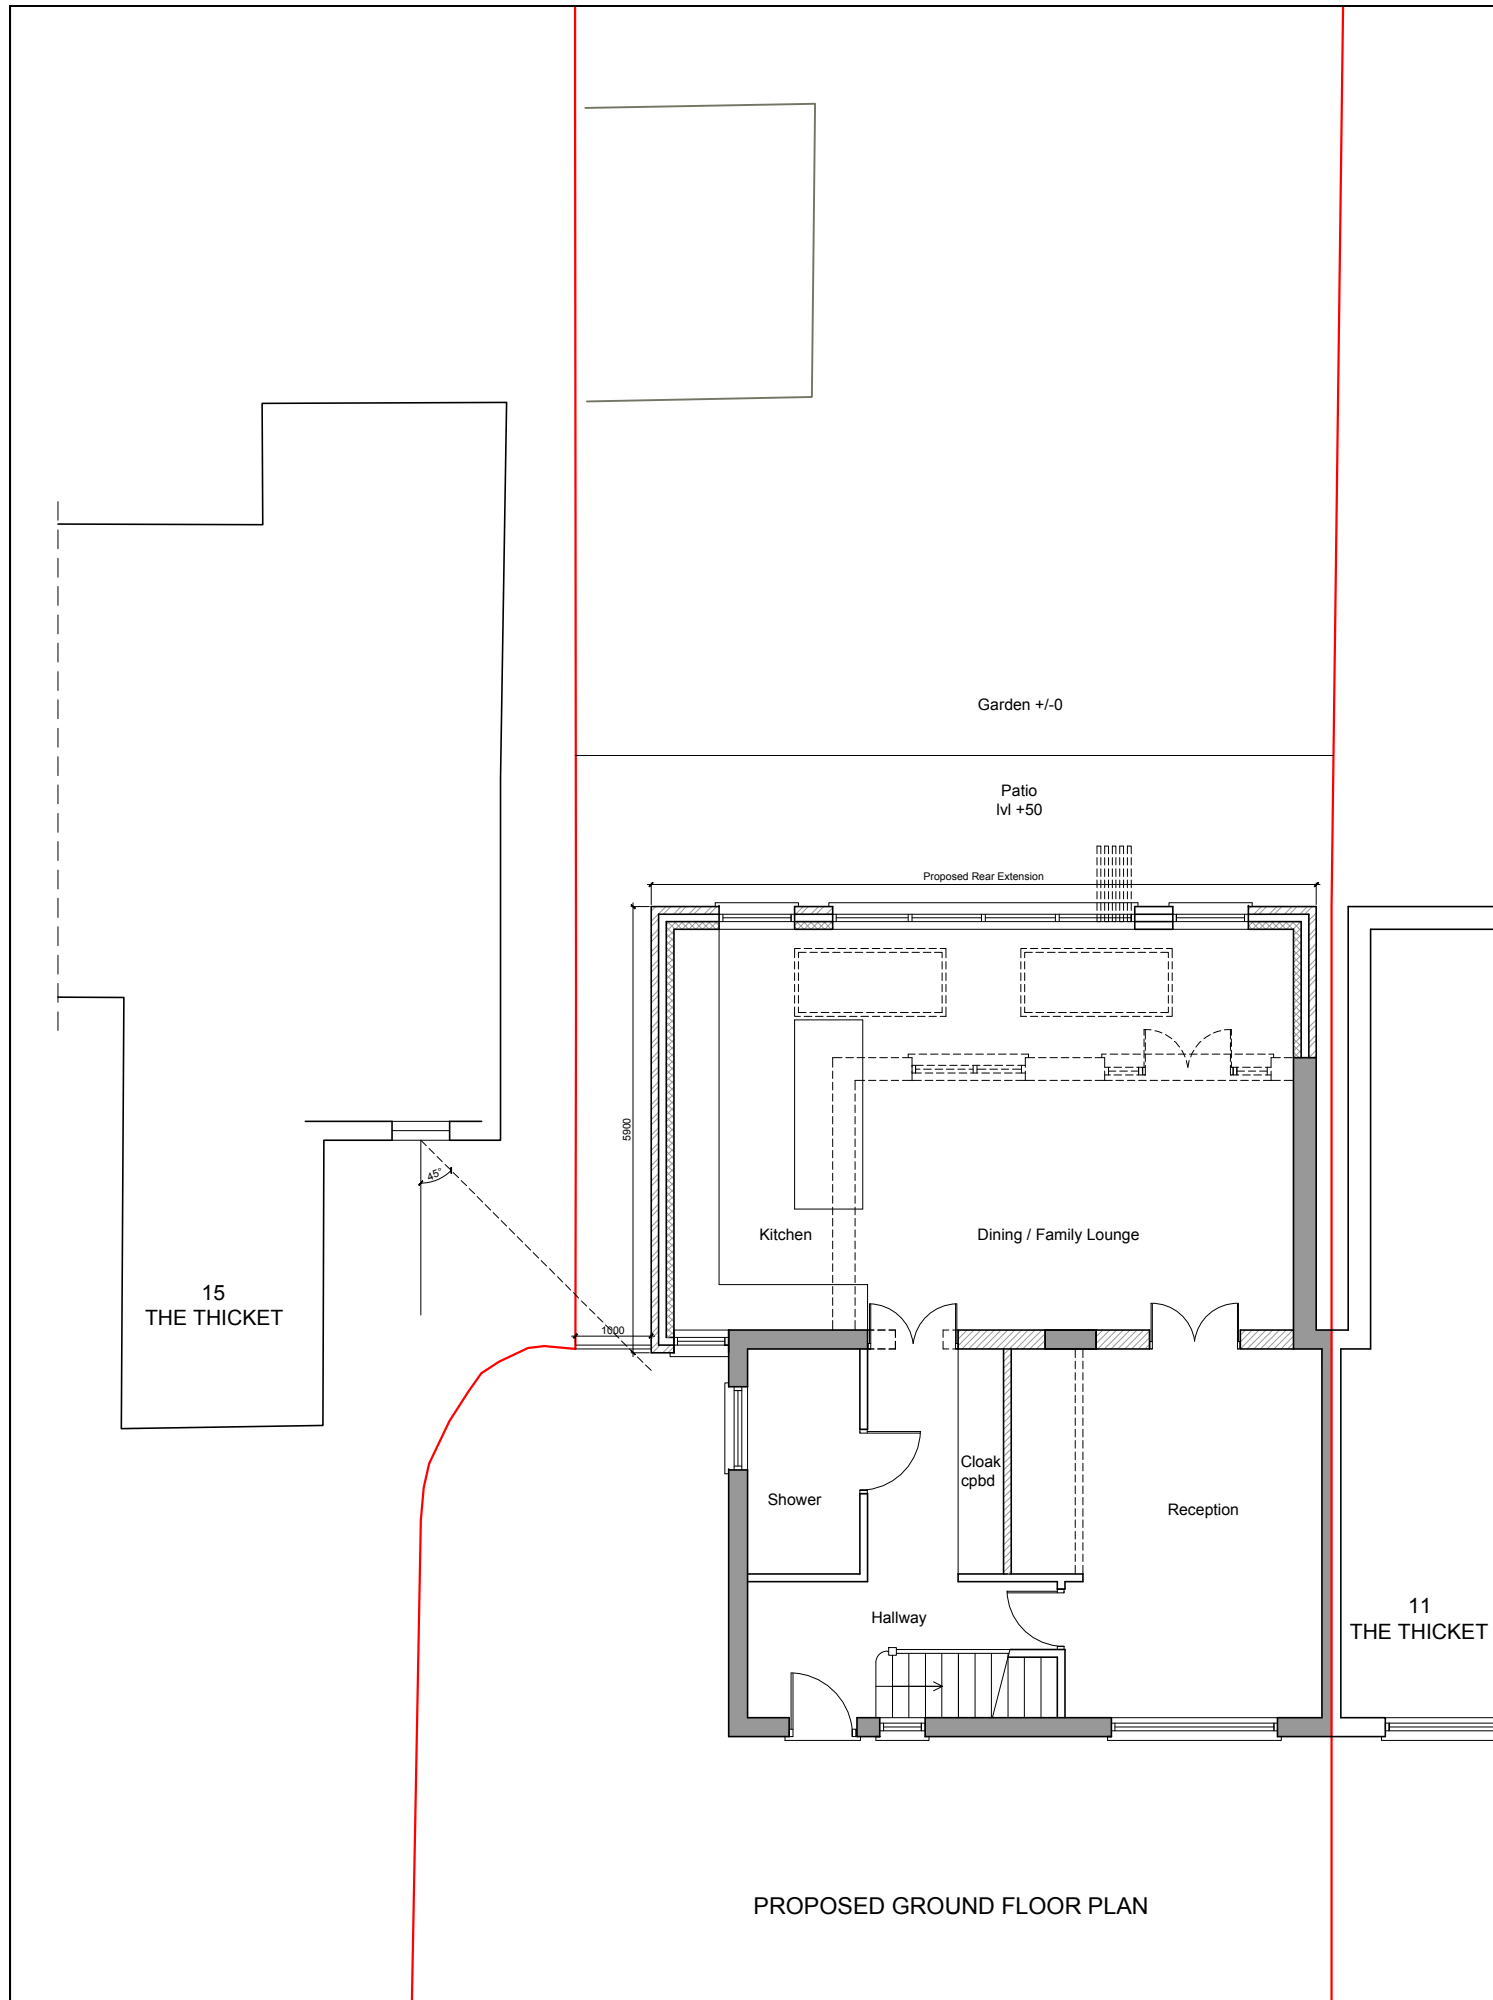 Garden +/-0
Patio
lvl +50
Proposed Rear Extension
5900
45°
Kitchen
Dining / Family Lounge
15
THE THICKET
1000
Cloak
cpbd
Shower
Reception
Hallway
11
THE THICKET
PROPOSED GROUND FLOOR PLAN